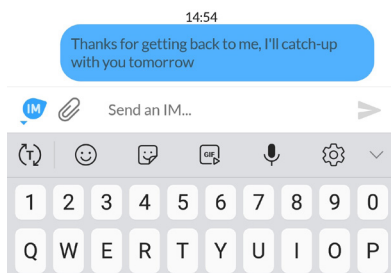 14:54
Thanks for getting back to me, I'll catch-up
with you tomorrow
IM Send an IM...
T GIF
1 2 3 4 5 6 7 8 9 0
Q W E R T Y U I O P